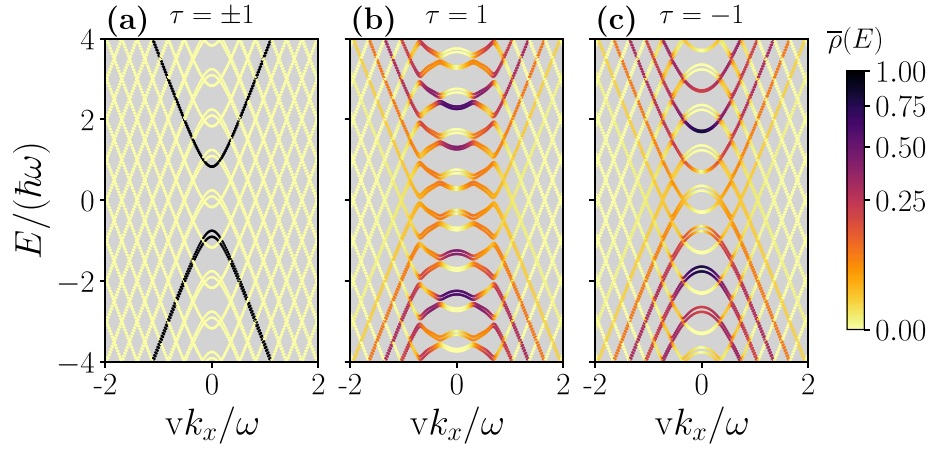 (a) τ = ±1
(b) τ = 1
(c) τ = −1
ρ̅(E)
E/(ħω)
4
2
0
−2
−4
1.00
0.75
0.50
0.25
0.00
-2 0 2
-2 0 2
-2 0 2
vkₓ/ω
vkₓ/ω
vkₓ/ω